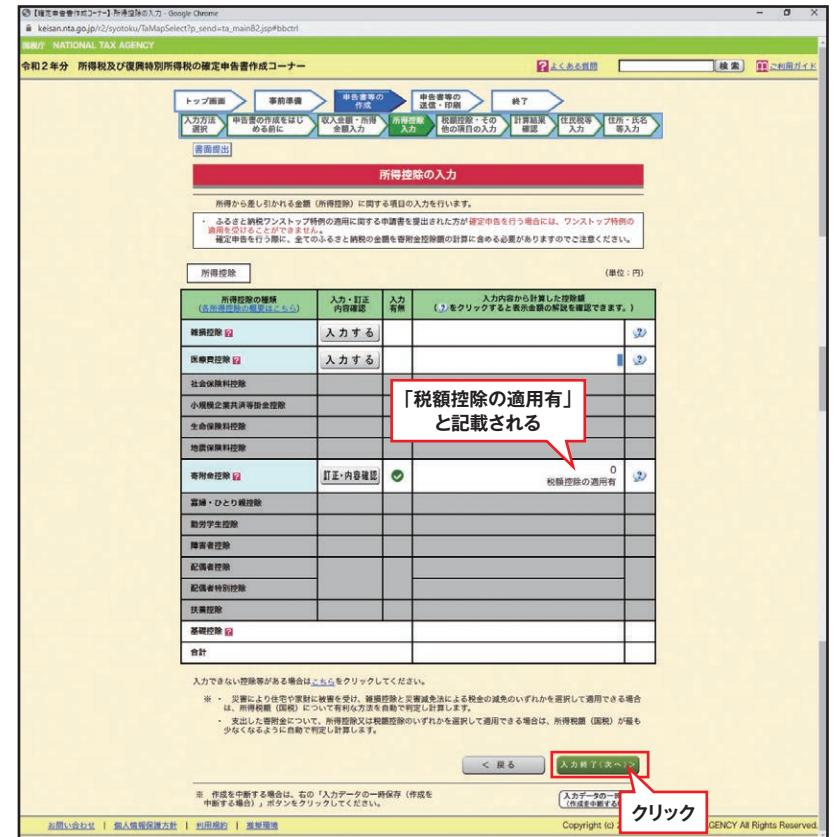 【確定申告書作成コーナー】-所得控除の入力 - Google Chrome
keisan.nta.go.jp/r2/syotoku/TaMapSelect?p_send=ta_main82.jsp#bbctrl
国税庁 NATIONAL TAX AGENCY
令和2年分 所得税及び復興特別所得税の確定申告書作成コーナー
よくある質問
検索
ご利用ガイド
トップ画面
事前準備
申告書等の
作成
申告書等の
送信・印刷
終了
入力方法
選択
申告書の作成をはじ
める前に
収入金額・所得
金額入力
所得控除
入力
税額控除・その
他の項目の入力
計算結果
確認
住民税等
入力
住所・氏名
等入力
書面提出
所得控除の入力
所得から差し引かれる金額（所得控除）に関する項目の入力を行います。
・ ふるさと納税ワンストップ特例の適用に関する申請書を提出された方が確定申告を行う場合には、ワンストップ特例の
適用を受けることができません。
確定申告を行う際に、全てのふるさと納税の金額を寄附金控除額の計算に含める必要がありますのでご注意ください。
所得控除
（単位：円）
所得控除の種類
（各所得控除の概要はこちら）
入力・訂正
内容確認
入力
有無
入力内容から計算した控除額
（?をクリックすると表示金額の解説を確認できます。）
雑損控除
入力する
医療費控除
入力する
社会保険料控除
小規模企業共済等掛金控除
生命保険料控除
地震保険料控除
「税額控除の適用有」
と記載される
寄附金控除
訂正・内容確認
0
税額控除の適用有
寡婦・ひとり親控除
勤労学生控除
障害者控除
配偶者控除
配偶者特別控除
扶養控除
基礎控除
合計
入力できない控除等がある場合はこちらをクリックしてください。
※ ・ 災害により住宅や家財に被害を受け、雑損控除と災害減免法による税金の減免のいずれかを選択して適用できる場合
は、所得税額（国税）について有利な方法を自動で判定し計算します。
・ 支出した寄附金について、所得控除又は税額控除のいずれかを選択して適用できる場合は、所得税額（国税）が最も
少なくなるように自動で判定し計算します。
< 戻る
入力終了(次へ)>
※ 作成を中断する場合は、右の「入力データの一時保存（作成を
中断する場合）」ボタンをクリックしてください。
入力データの一
（作成を中断する
クリック
お問い合わせ | 個人情報保護方針 | 利用規約 | 推奨環境
Copyright (c) GENCY All Rights Reserved.